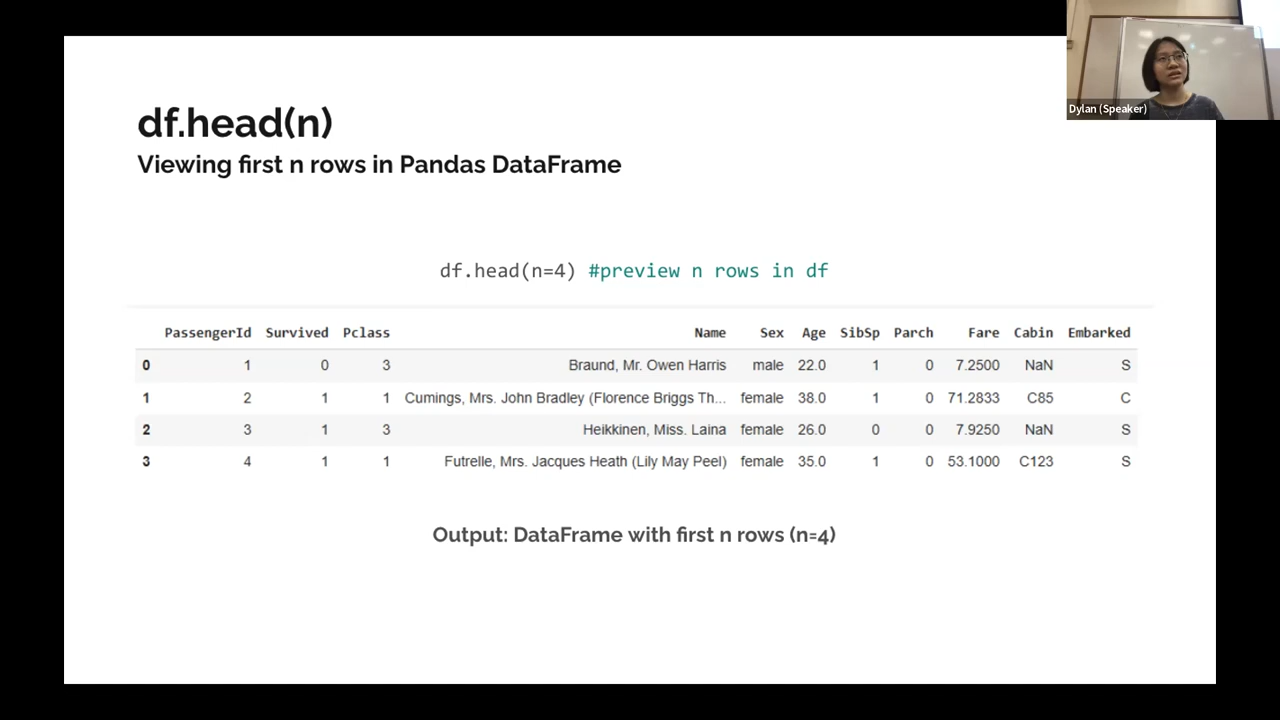 Dylan (Speaker)
df.head(n)
Viewing first n rows in Pandas DataFrame
df.head(n=4) #preview n rows in df
PassengerId Survived Pclass Name Sex Age SibSp Parch Fare Cabin Embarked
0 1 0 3 Braund, Mr. Owen Harris male 22.0 1 0 7.2500 NaN S
1 2 1 1 Cumings, Mrs. John Bradley (Florence Briggs Th... female 38.0 1 0 71.2833 C85 C
2 3 1 3 Heikkinen, Miss. Laina female 26.0 0 0 7.9250 NaN S
3 4 1 1 Futrelle, Mrs. Jacques Heath (Lily May Peel) female 35.0 1 0 53.1000 C123 S
Output: DataFrame with first n rows (n=4)